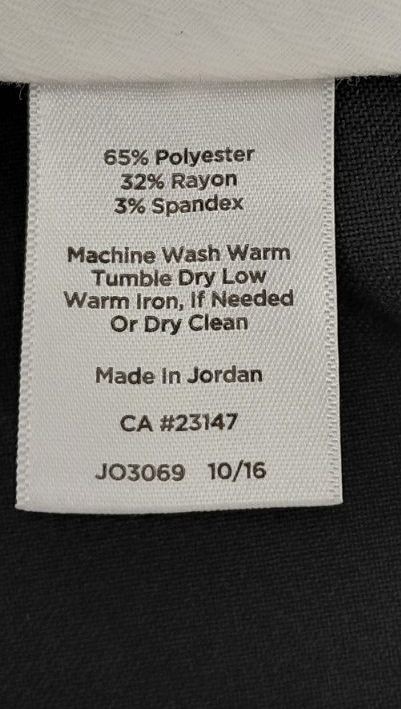 65% Polyester
32% Rayon
3% Spandex
Machine Wash Warm
Tumble Dry Low
Warm Iron, If Needed
Or Dry Clean
Made In Jordan
CA #23147
JO3069 10/16